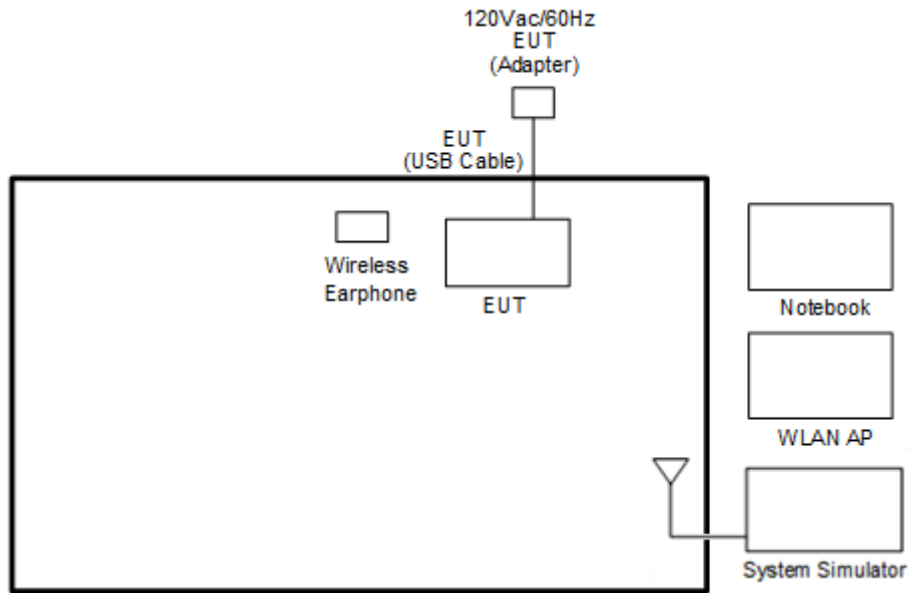 120Vac/60Hz
EUT
(Adapter)
EUT
(USB Cable)
Wireless
Earphone
EUT
Notebook
WLAN AP
System Simulator